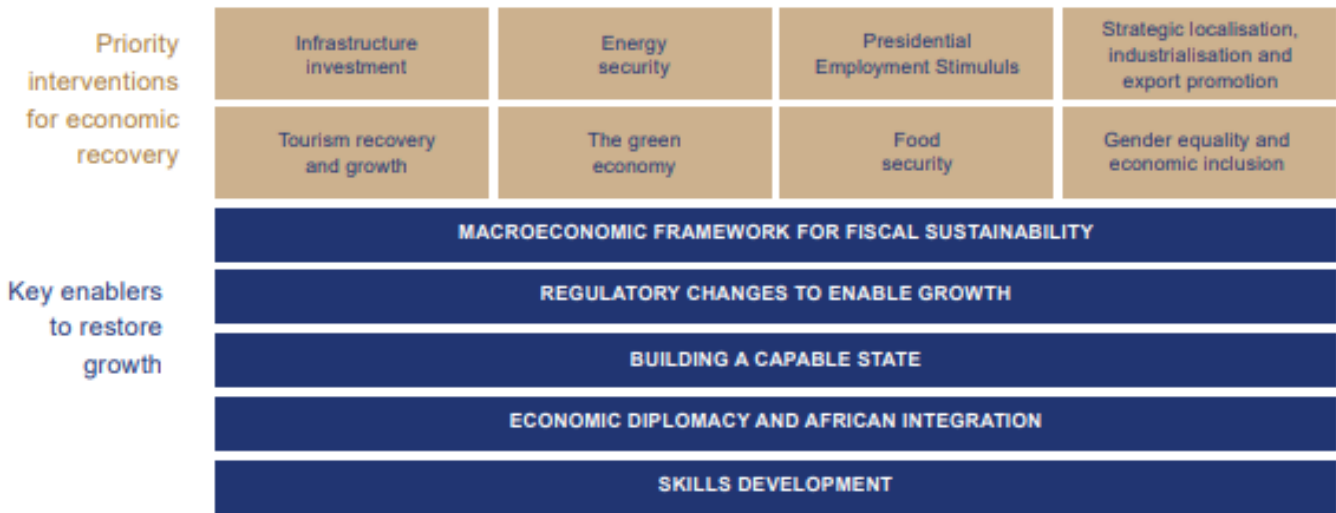 Priority
interventions
for economic
recovery
Infrastructure
investment
Energy
security
Presidential
Employment Stimululs
Strategic localisation,
industrialisation and
export promotion
Tourism recovery
and growth
The green
economy
Food
security
Gender equality and
economic inclusion
Key enablers
to restore
growth
MACROECONOMIC FRAMEWORK FOR FISCAL SUSTAINABILITY
REGULATORY CHANGES TO ENABLE GROWTH
BUILDING A CAPABLE STATE
ECONOMIC DIPLOMACY AND AFRICAN INTEGRATION
SKILLS DEVELOPMENT